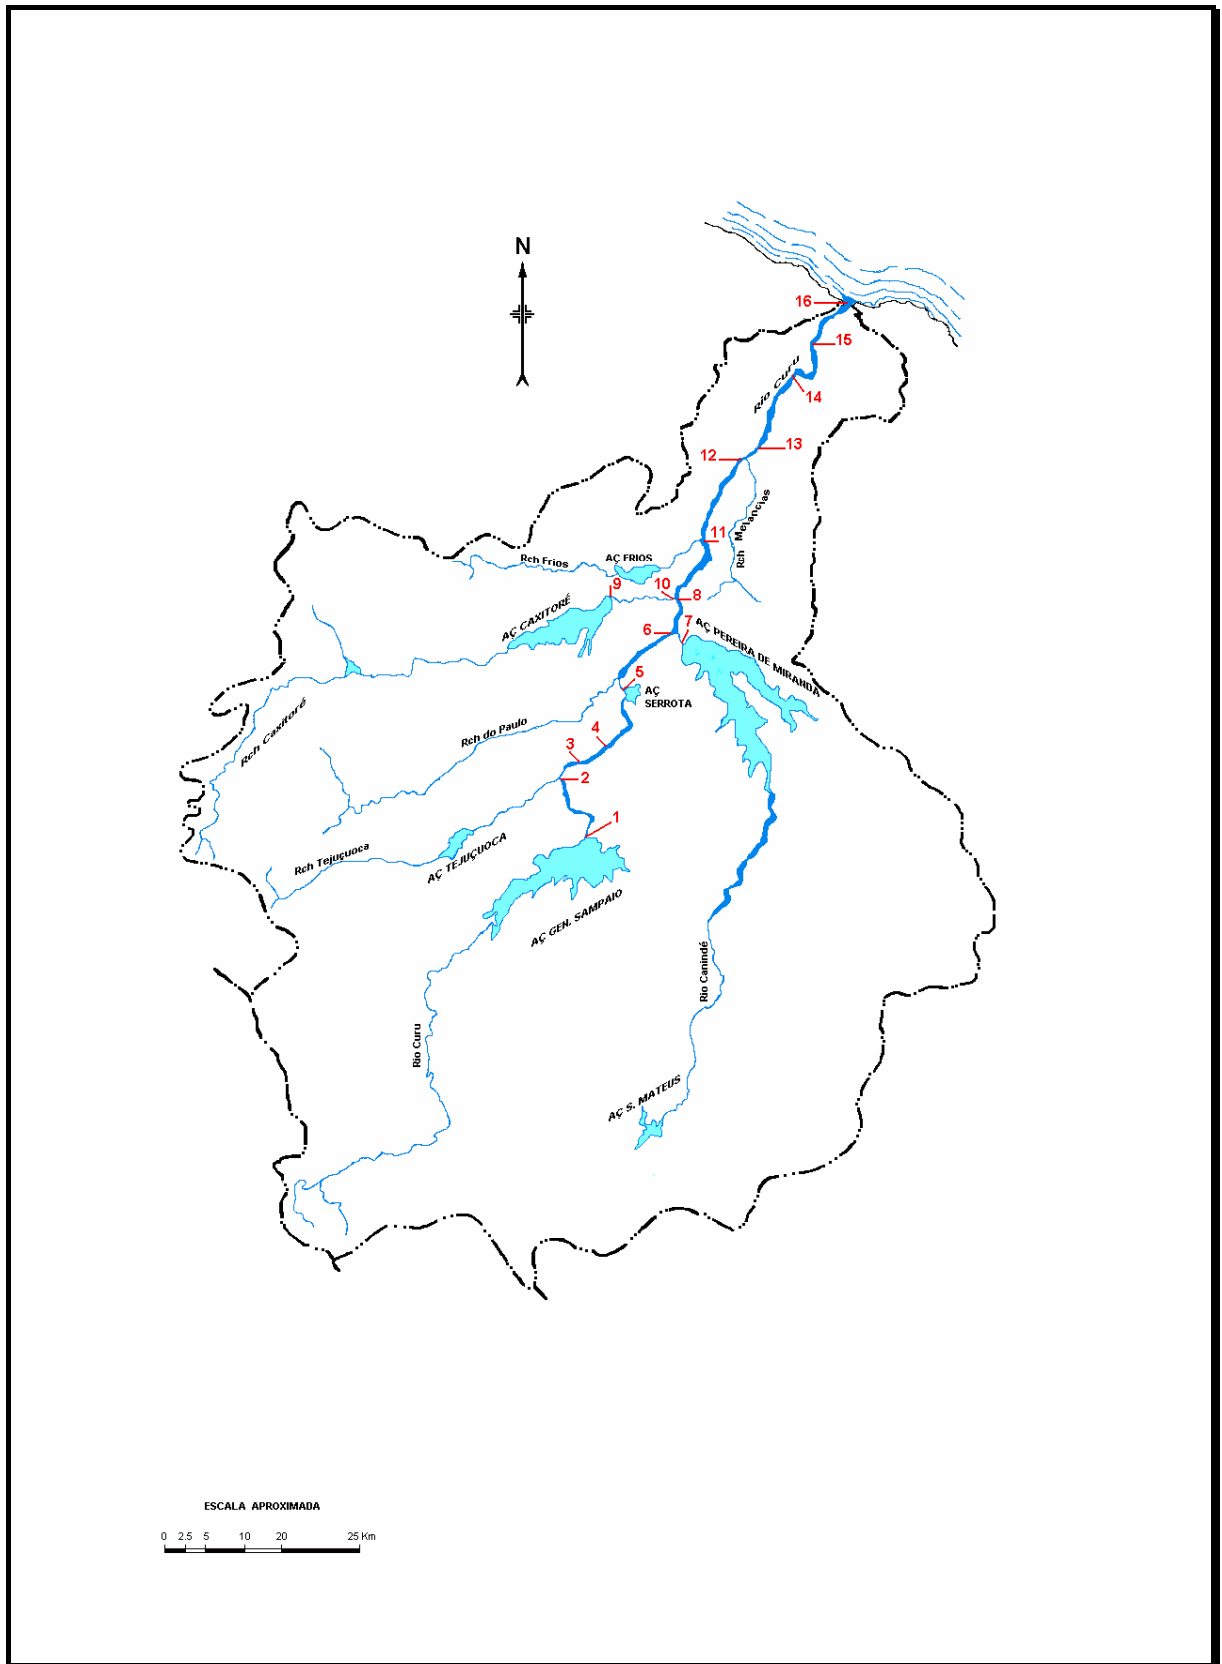 N
16
15
Rio Curu
14
13
12
Rch Melancias
11
Rch Frios
AÇ FRIOS
9
10
8
AÇ CAXITORÉ
6
7
AÇ PEREIRA DE MIRANDA
5
AÇ
SERROTA
Rch Caxitoré
Rch do Paulo
4
3
2
1
Rch Tejuçuoca
AÇ TEJUÇUOCA
AÇ GEN. SAMPAIO
Rio Canindé
Rio Curu
AÇ S. MATEUS
ESCALA APROXIMADA
0 2.5 5 10 20 25 Km